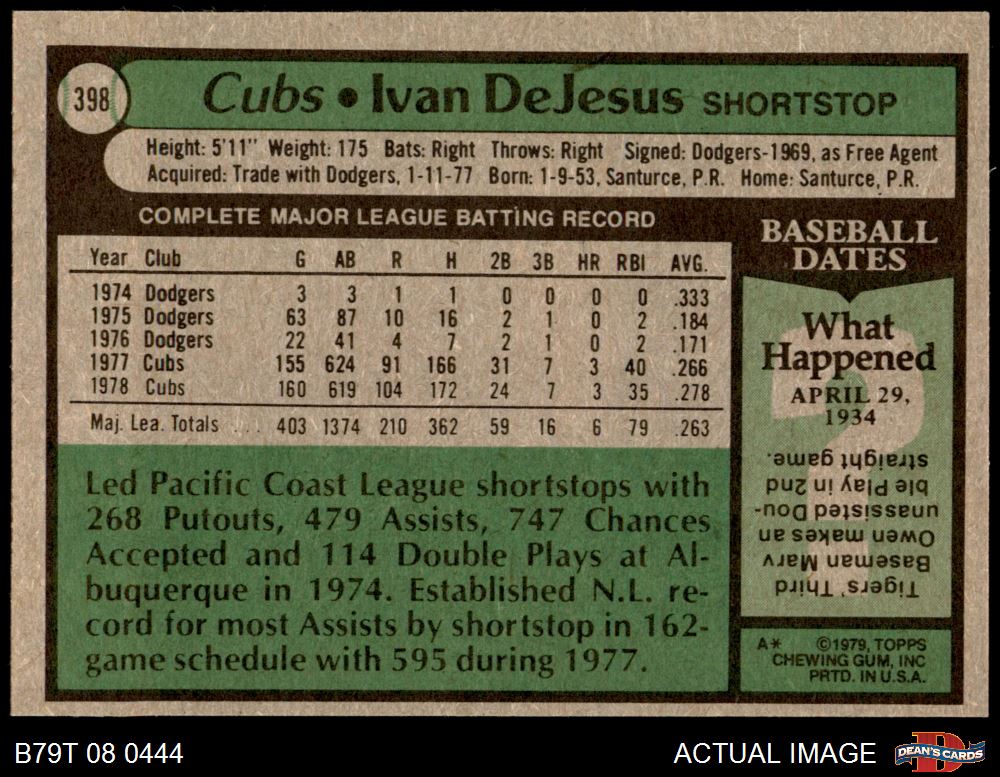 398
Cubs • Ivan DeJesus SHORTSTOP
Height: 5'11" Weight: 175 Bats: Right Throws: Right Signed: Dodgers-1969, as Free Agent
Acquired: Trade with Dodgers, 1-11-77 Born: 1-9-53, Santurce, P.R. Home: Santurce, P.R.
COMPLETE MAJOR LEAGUE BATTING RECORD
Year Club G AB R H 2B 3B HR RBI AVG.
1974 Dodgers 3 3 1 1 0 0 0 0 .333
1975 Dodgers 63 87 10 16 2 1 0 2 .184
1976 Dodgers 22 41 4 7 2 1 0 2 .171
1977 Cubs 155 624 91 166 31 7 3 40 .266
1978 Cubs 160 619 104 172 24 7 3 35 .278
Maj. Lea. Totals ... 403 1374 210 362 59 16 6 79 .263
Led Pacific Coast League shortstops with
268 Putouts, 479 Assists, 747 Chances
Accepted and 114 Double Plays at Al-
buquerque in 1974. Established N.L. re-
cord for most Assists by shortstop in 162-
game schedule with 595 during 1977.
BASEBALL
DATES
?
What
Happened
APRIL 29,
1934
Tigers' Third
Baseman Marv
Owen makes an
unassisted Dou-
ble Play in 2nd
straight game.
A* ©1979, TOPPS
CHEWING GUM, INC
PRTD. IN U.S.A.
B79T 08 0444
ACTUAL IMAGE
D
DEAN'S CARDS